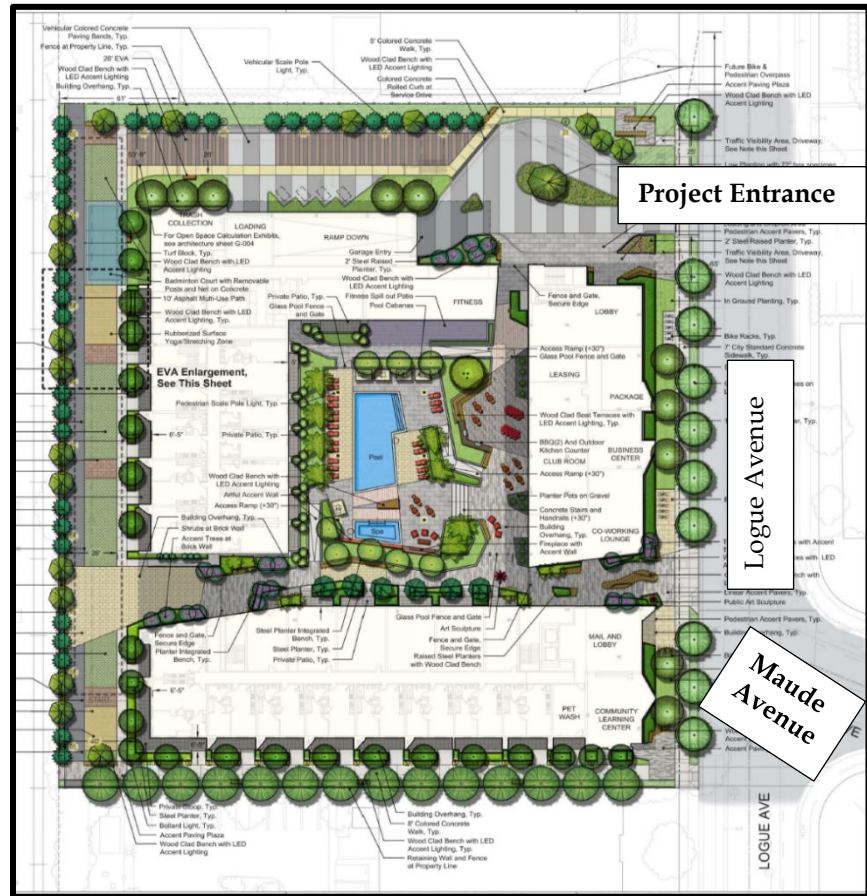 Vehicular Colored Concrete
Paving Bands, Typ.
Fence at Property Line, Typ.
26' EVA
Wood Clad Bench with
LED Accent Lighting
Building Overhang, Typ.
61'
Vehicular Scale Pole
Light, Typ.
5' Colored Concrete
Walk, Typ.
Wood Clad Bench with
LED Accent Lighting
Colored Concrete
Rolled Curb at
Service Drive
Future Bike &
Pedestrian Overpass
Accent Paving Plaza
Wood Clad Bench with LED
Accent Lighting
Traffic Visibility Area, Driveway,
See Note this Sheet
Project Entrance
Pedestrian Accent Pavers, Typ.
2' Steel Raised Planter, Typ.
Traffic Visibility Area, Driveway,
See Note this Sheet
Wood Clad Bench with LED
Accent Lighting
In Ground Planting, Typ.
Bike Racks, Typ.
7' City Standard Concrete
Sidewalk, Typ.
TRASH
COLLECTION
LOADING
RAMP DOWN
For Open Space Calculation Exhibits,
see architecture sheet G-004
Turf Block, Typ.
Wood Clad Bench with
LED Accent Lighting
Badminton Court with Removable
Posts and Net on Concrete
10' Asphalt Multi-Use Path
Wood Clad Bench with
LED Accent Lighting, Typ.
Rubberized Surface
Yoga/Stretching Zone
EVA Enlargement,
See This Sheet
Garage Entry
2' Steel Raised
Planter, Typ.
Wood Clad Bench with
LED Accent Lighting
Private Patio, Typ.
Glass Pool Fence
and Gate
Fitness Spill out Patio
Pool Cabanas
FITNESS
Fence and Gate,
Secure Edge
LOBBY
Access Ramp (+30")
Glass Pool Fence and Gate
LEASING
PACKAGE
Wood Clad Seat Terraces with
LED Accent Lighting, Typ.
BBQ(2) And Outdoor
Kitchen Counter
CLUB ROOM
BUSINESS
CENTER
Access Ramp (+30")
Planter Pots on Gravel
Concrete Stairs and
Handrails (+30")
Building
Overhang, Typ.
Fireplace with
Accent Wall
CO-WORKING
LOUNGE
Logue Avenue
Pedestrian Scale Pole Light, Typ.
6'-5"
Private Patio, Typ.
Pool
Wood Clad Bench with
LED Accent Lighting
Artful Accent Wall
Access Ramp (+30")
Spa
Building Overhang, Typ.
Shrubs at Brick Wall
Accent Trees at
Brick Wall
26'
Linear Accent Pavers, Typ.
Public Art Sculpture
Pedestrian Accent Pavers, Typ.
Fence and Gate,
Secure Edge
Planter Integrated
Bench, Typ.
Steel Planter Integrated
Bench, Typ.
Steel Planter, Typ.
Private Patio, Typ.
Glass Pool Fence and Gate
Art Sculpture
Fence and Gate,
Secure Edge
Raised Steel Planters
with Wood Clad Bench
MAIL AND
LOBBY
Maude
Avenue
6'-5"
START
PET
WASH
COMMUNITY
LEARNING
CENTER
Steel Planter, Typ.
Bollard Light, Typ.
Accent Paving Plaza
Wood Clad Bench with LED
Accent Lighting
Building Overhang, Typ.
8' Colored Concrete
Walk, Typ.
Wood Clad Bench with
LED Accent Lighting, Typ.
Retaining Wall and Fence
at Property Line
LOGUE AVE